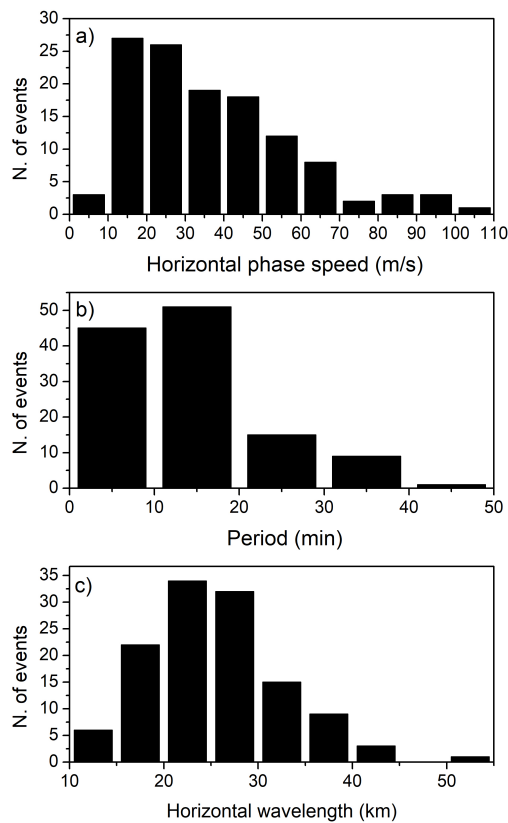 a)
30
25
20
15
10
5
0
N. of events
0 10 20 30 40 50 60 70 80 90 100 110
Horizontal phase speed (m/s)
b)
50
40
30
20
10
0
N. of events
0 10 20 30 40 50
Period (min)
c)
35
30
25
20
15
10
5
0
N. of events
10 20 30 40 50
Horizontal wavelength (km)